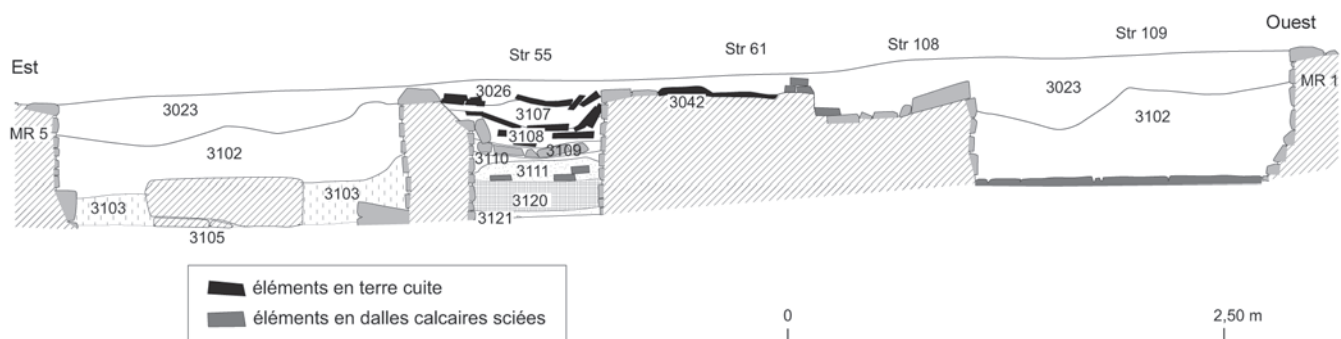 Ouest
Str 109
Str 108
Str 61
Str 55
Est
3026
3042
3023
MR 1
3023
3107
3102
MR 5
3108
3102
3110
3109
3111
3103
3103
3120
3121
3105
éléments en terre cuite
éléments en dalles calcaires sciées
0
2,50 m